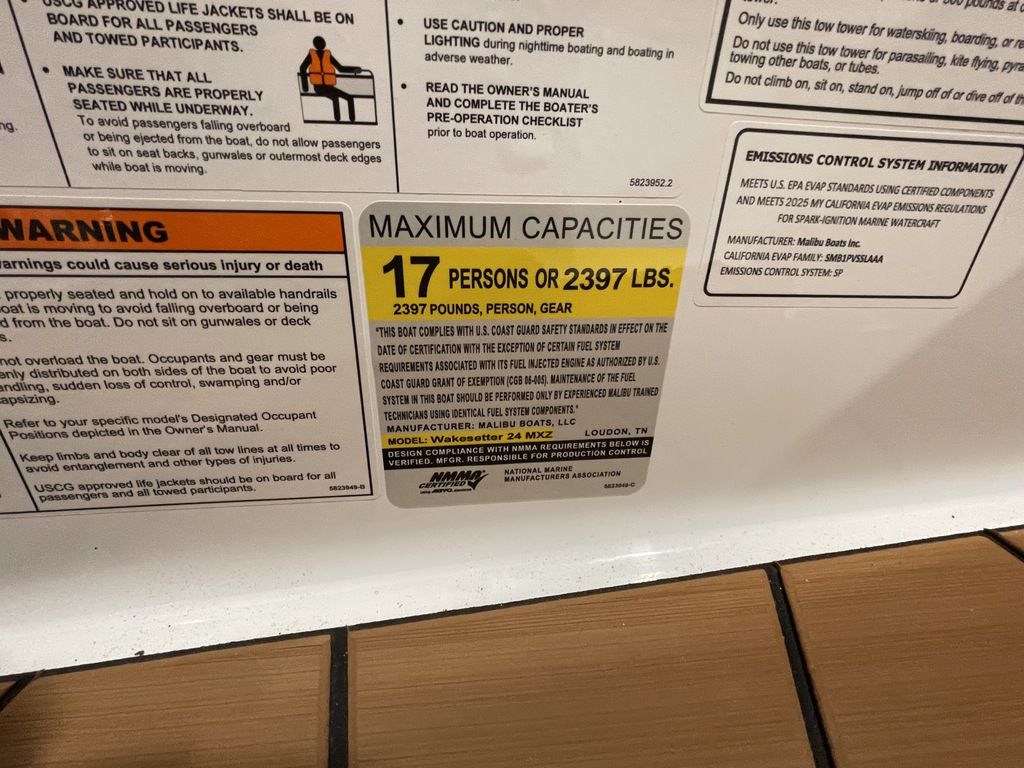 USCG APPROVED LIFE JACKETS SHALL BE ON
BOARD FOR ALL PASSENGERS
AND TOWED PARTICIPANTS.
• MAKE SURE THAT ALL
PASSENGERS ARE PROPERLY
SEATED WHILE UNDERWAY.
To avoid passengers falling overboard
or being ejected from the boat, do not allow passengers
to sit on seat backs, gunwales or outermost deck edges
while boat is moving.
• USE CAUTION AND PROPER
LIGHTING during nighttime boating and boating in
adverse weather.
• READ THE OWNER'S MANUAL
AND COMPLETE THE BOATER'S
PRE-OPERATION CHECKLIST
prior to boat operation.
5823952.2
pounds at
Only use this tow tower for waterskiing, boarding, or
Do not use this tow tower for parasailing, kite flying,
towing other boats, or tubes.
Do not climb on, sit on, stand on, jump off of or dive off of
EMISSIONS CONTROL SYSTEM INFORMATION
MEETS U.S. EPA EVAP STANDARDS USING CERTIFIED COMPONENTS
AND MEETS 2025 MY CALIFORNIA EVAP EMISSIONS REGULATIONS
FOR SPARK-IGNITION MARINE WATERCRAFT
MANUFACTURER: Malibu Boats Inc.
CALIFORNIA EVAP FAMILY: SMB1PVSSLAAA
EMISSIONS CONTROL SYSTEM: SP
WARNING
warnings could cause serious injury or death
properly seated and hold on to available handrails
boat is moving to avoid falling overboard or being
from the boat. Do not sit on gunwales or deck
not overload the boat. Occupants and gear must be
evenly distributed on both sides of the boat to avoid poor
handling, sudden loss of control, swamping and/or
capsizing.
Refer to your specific model's Designated Occupant
Positions depicted in the Owner's Manual.
Keep limbs and body clear of all tow lines at all times to
avoid entanglement and other types of injuries.
USCG approved life jackets should be on board for all
passengers and all towed participants.
5823949-B
MAXIMUM CAPACITIES
17 PERSONS OR 2397 LBS.
2397 POUNDS, PERSON, GEAR
"THIS BOAT COMPLIES WITH U.S. COAST GUARD SAFETY STANDARDS IN EFFECT ON THE
DATE OF CERTIFICATION WITH THE EXCEPTION OF CERTAIN FUEL SYSTEM
REQUIREMENTS ASSOCIATED WITH ITS FUEL INJECTED ENGINE AS AUTHORIZED BY U.S.
COAST GUARD GRANT OF EXEMPTION (CGB 06-005). MAINTENANCE OF THE FUEL
SYSTEM IN THIS BOAT SHOULD BE PERFORMED ONLY BY EXPERIENCED MALIBU TRAINED
TECHNICIANS USING IDENTICAL FUEL SYSTEM COMPONENTS."
MANUFACTURER: MALIBU BOATS, LLC
MODEL: Wakesetter 24 MXZ LOUDON, TN
DESIGN COMPLIANCE WITH NMMA REQUIREMENTS BELOW IS
VERIFIED. MFGR. RESPONSIBLE FOR PRODUCTION CONTROL
NMMA
CERTIFIED
NATIONAL MARINE
MANUFACTURERS ASSOCIATION
5823949-C